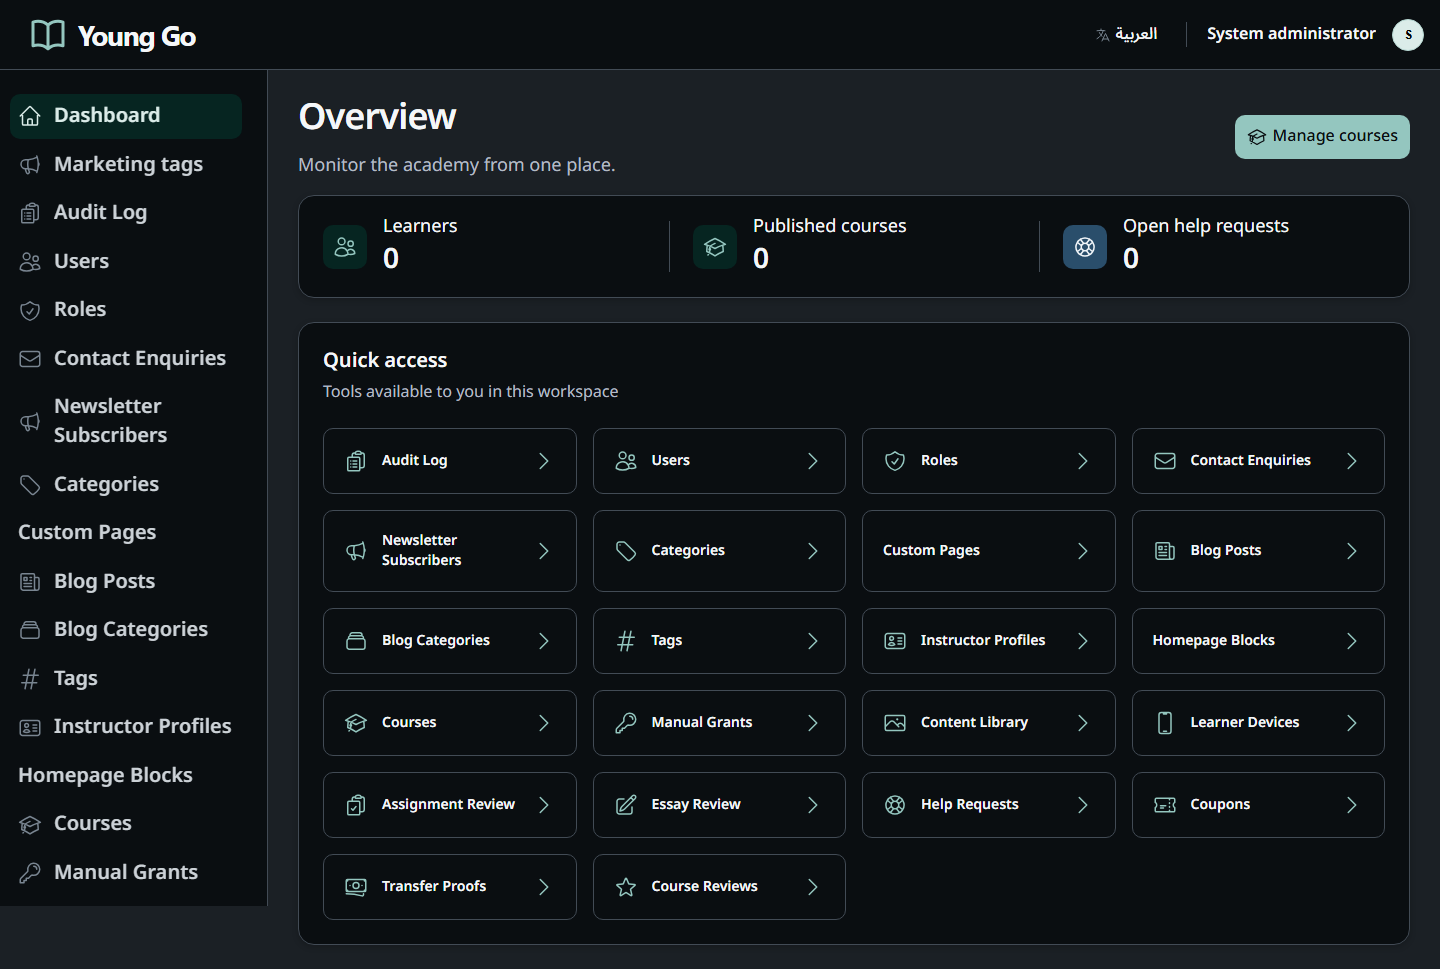 Young Go
العربية
System administrator
S
Dashboard
Marketing tags
Audit Log
Users
Roles
Contact Enquiries
Newsletter
Subscribers
Categories
Custom Pages
Blog Posts
Blog Categories
Tags
Instructor Profiles
Homepage Blocks
Courses
Manual Grants
Overview
Monitor the academy from one place.
Manage courses
Learners
0
Published courses
0
Open help requests
0
Quick access
Tools available to you in this workspace
Audit Log
Users
Roles
Contact Enquiries
Newsletter
Subscribers
Categories
Custom Pages
Blog Posts
Blog Categories
Tags
Instructor Profiles
Homepage Blocks
Courses
Manual Grants
Content Library
Learner Devices
Assignment Review
Essay Review
Help Requests
Coupons
Transfer Proofs
Course Reviews